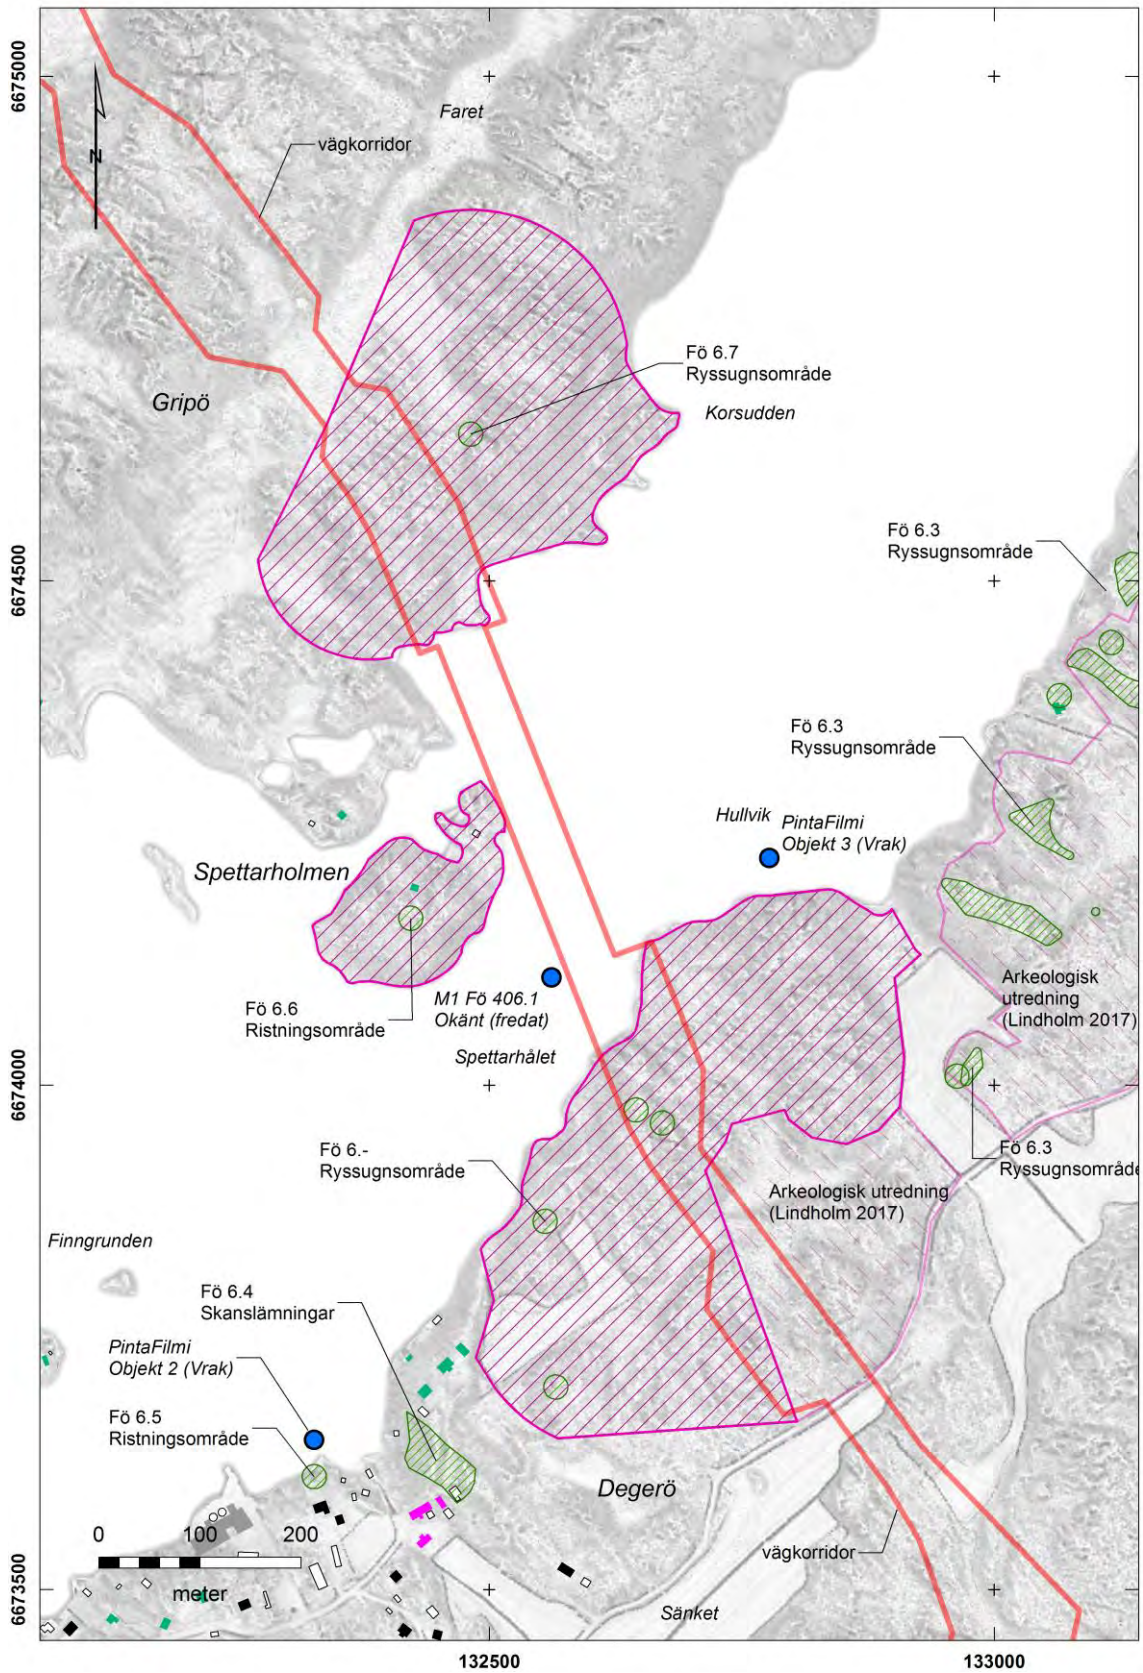 6675000
Faret
vägkorridor
N
Fö 6.7
Ryssugnsområde
Gripö
Korsudden
Fö 6.3
Ryssugnsområde
6674500
Fö 6.3
Ryssugnsområde
Hullvik
PintaFilmi
Objekt 3 (Vrak)
Spettarholmen
Fö 6.6
Ristningsområde
M1 Fö 406.1
Okänt (fredat)
Arkeologisk
utredning
(Lindholm 2017)
Spettarhålet
6674000
Fö 6.-
Ryssugnsområde
Fö 6.3
Ryssugnsområde
Arkeologisk utredning
(Lindholm 2017)
Finngrunden
Fö 6.4
Skanslämningar
PintaFilmi
Objekt 2 (Vrak)
Fö 6.5
Ristningsområde
Degerö
0 100 200
meter
vägkorridor
6673500
Sänket
132500
133000